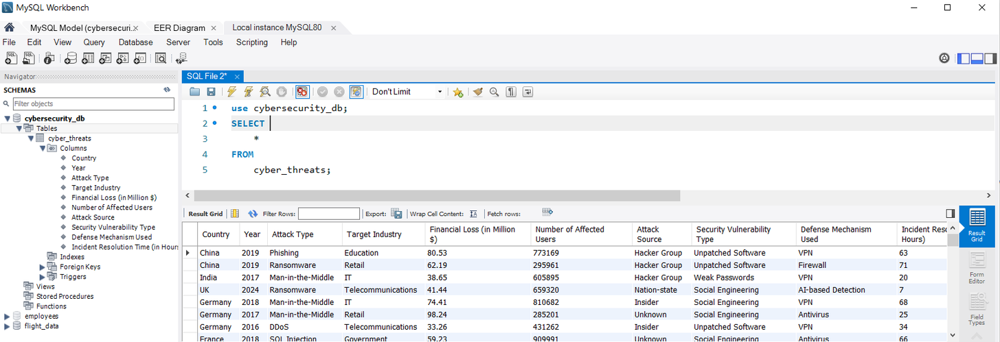 MySQL Workbench
MySQL Model (cybersecuri.. × EER Diagram × Local instance MySQL80 ×
File Edit View Query Database Server Tools Scripting Help
Navigator
SCHEMAS
Filter objects
cybersecurity_db
Tables
cyber_threats
Columns
Country
Year
Attack Type
Target Industry
Financial Loss (in Million $)
Number of Affected Users
Attack Source
Security Vulnerability Type
Defense Mechanism Used
Incident Resolution Time (in Hours
Indexes
Foreign Keys
Triggers
Views
Stored Procedures
Functions
employees
flight_data
SQL File 2* ×
Don't Limit
1 use cybersecurity_db;
2 SELECT
3 *
4 FROM
5 cyber_threats;
Result Grid Filter Rows: Export: Wrap Cell Content: Fetch rows:
Country Year Attack Type Target Industry Financial Loss (in Million $) Number of Affected Users Attack Source Security Vulnerability Type Defense Mechanism Used Incident Reso Hours)
China 2019 Phishing Education 80.53 773169 Hacker Group Unpatched Software VPN 63
China 2019 Ransomware Retail 62.19 295961 Hacker Group Unpatched Software Firewall 71
India 2017 Man-in-the-Middle IT 38.65 605895 Hacker Group Weak Passwords VPN 20
UK 2024 Ransomware Telecommunications 41.44 659320 Nation-state Social Engineering AI-based Detection 7
Germany 2018 Man-in-the-Middle IT 74.41 810682 Insider Social Engineering VPN 68
Germany 2017 Man-in-the-Middle Retail 98.24 285201 Unknown Social Engineering Antivirus 25
Germany 2016 DDoS Telecommunications 33.26 431262 Insider Unpatched Software VPN 34
France 2018 SQL Injection Government 59.23 909991 Unknown Social Engineering Antivirus 66
Result
Grid
Form
Editor
Field
Types